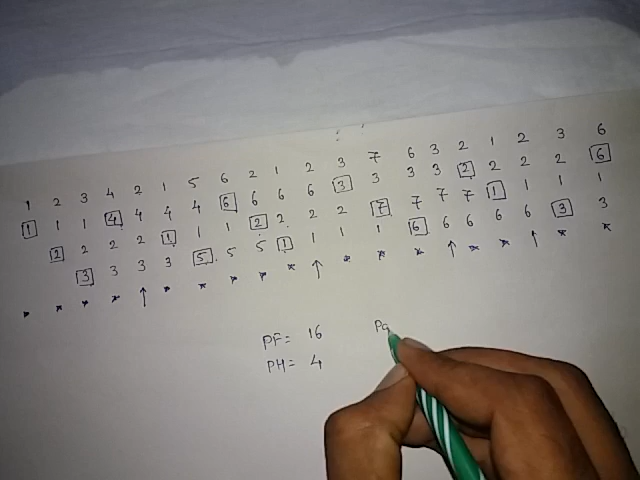 1 2 3 4 2 1 5 6 2 1 2 3 7 6 3 2 1 2 3 6
1 1 1 4 4 4 4 6 6 6 6 3 3 3 3 2 2 2 2 6
2 2 2 2 1 1 1 2 2 2 2 7 7 7 7 1 1 1 1
3 3 3 3 5 5 5 1 1 1 1 6 6 6 6 6 3 3
* * * * ↑ * * * * * ↑ * * * ↑ * * ↑ * *
PF = 16
Pa
PH = 4